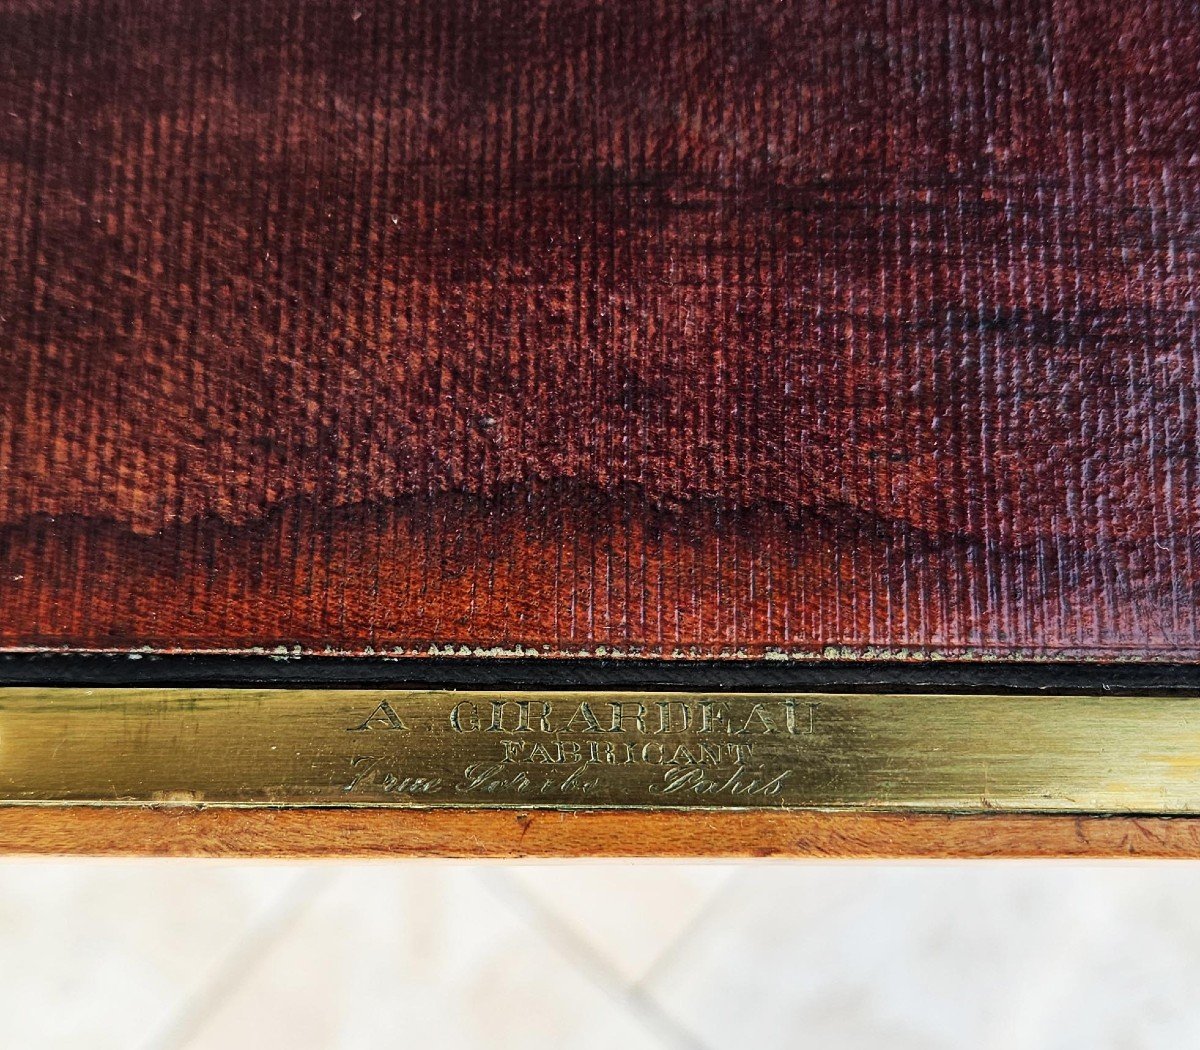 A. GIRARDEAU
FABRICANT
7 rue Scribe Paris